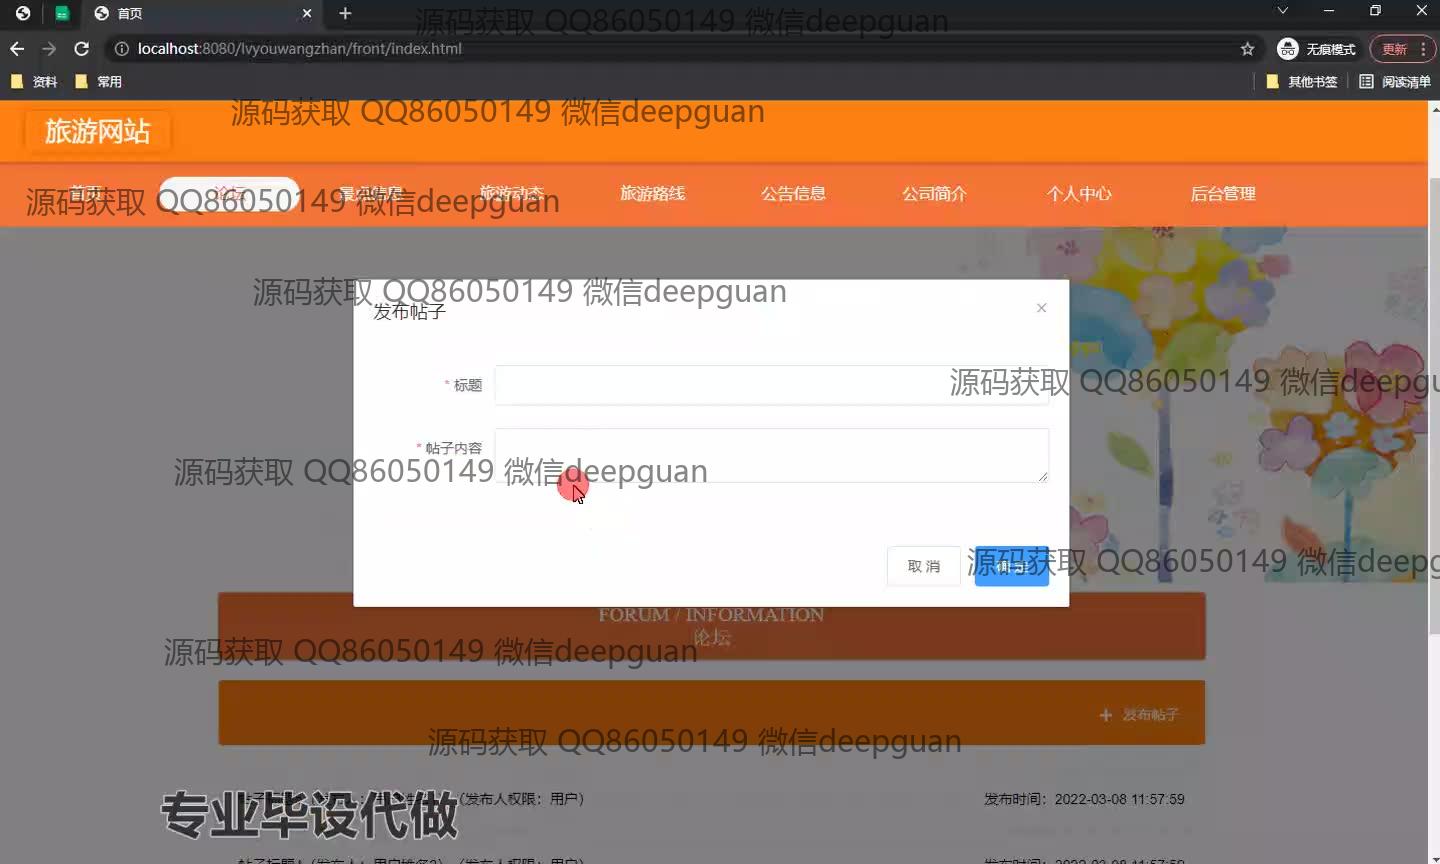 首页
源码获取 QQ86050149 微信deepguan
localhost:8080/lvyouwangzhan/front/index.html
无痕模式
更新
资料
常用
其他书签
阅读清单
源码获取 QQ86050149 微信deepguan
旅游网站
首页
论坛
景点信息
旅游动态
旅游路线
公告信息
公司简介
个人中心
后台管理
源码获取 QQ86050149 微信deepguan
源码获取 QQ86050149 微信deepguan
发布帖子
* 标题
源码获取 QQ86050149 微信deepgu
* 帖子内容
源码获取 QQ86050149 微信deepguan
取 消
源码获取 QQ86050149 微信deepg
FORUM / INFORMATION
论坛
源码获取 QQ86050149 微信deepguan
发布帖子
源码获取 QQ86050149 微信deepguan
(发布人权限：用户)
发布时间：2022-03-08 11:57:59
专业毕设代做